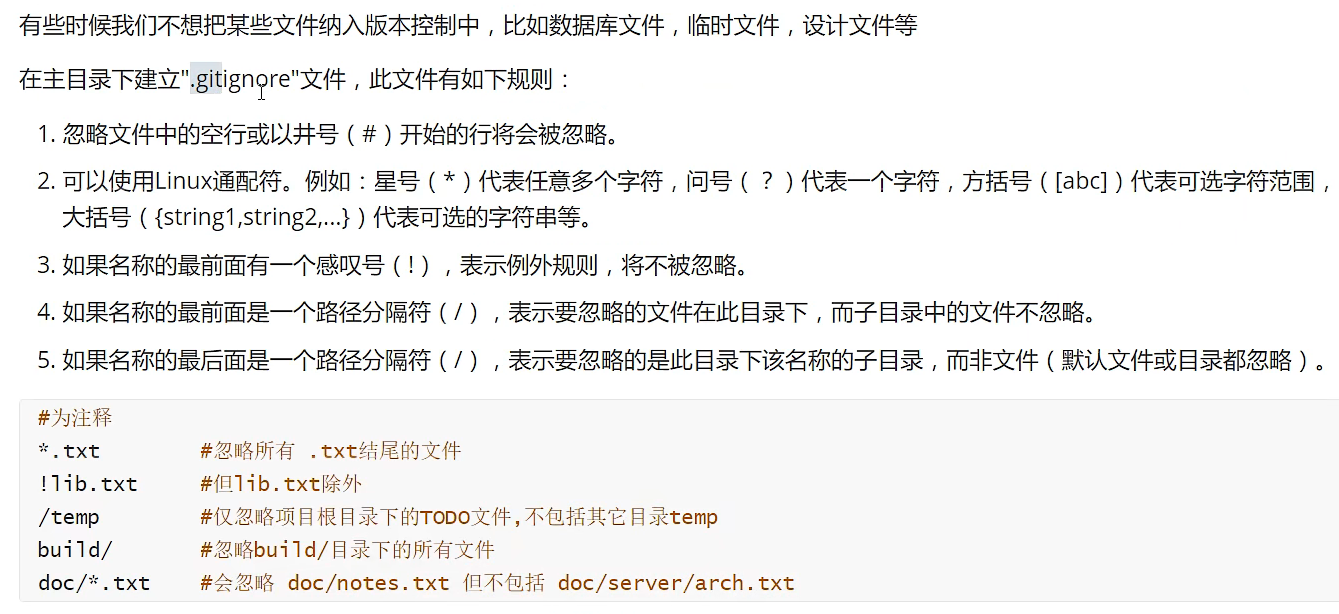 有些时候我们不想把某些文件纳入版本控制中，比如数据库文件，临时文件，设计文件等
在主目录下建立".gitignore"文件，此文件有如下规则：
1. 忽略文件中的空行或以井号（#）开始的行将会被忽略。
2. 可以使用Linux通配符。例如：星号（*）代表任意多个字符，问号（？）代表一个字符，方括号（[abc]）代表可选字符范围，
大括号（{string1,string2,...}）代表可选的字符串等。
3. 如果名称的最前面有一个感叹号（!），表示例外规则，将不被忽略。
4. 如果名称的最前面是一个路径分隔符（/），表示要忽略的文件在此目录下，而子目录中的文件不忽略。
5. 如果名称的最后面是一个路径分隔符（/），表示要忽略的是此目录下该名称的子目录，而非文件（默认文件或目录都忽略）。
#为注释
*.txt #忽略所有 .txt结尾的文件
!lib.txt #但lib.txt除外
/temp #仅忽略项目根目录下的TODO文件,不包括其它目录temp
build/ #忽略build/目录下的所有文件
doc/*.txt #会忽略 doc/notes.txt 但不包括 doc/server/arch.txt